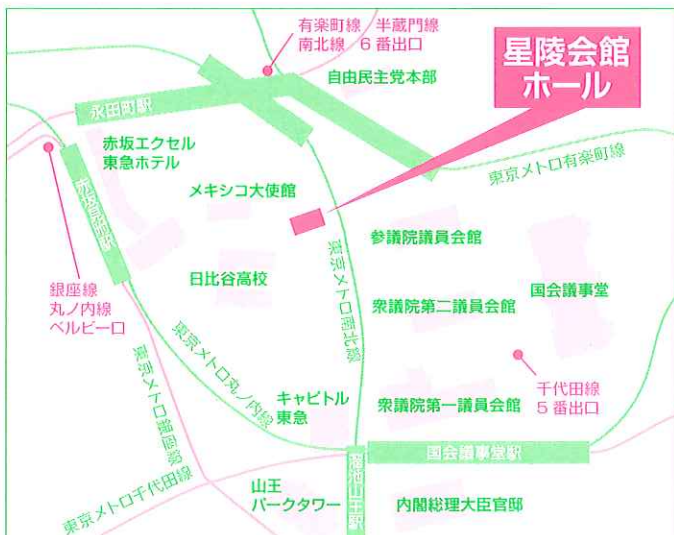 有楽町線 半蔵門線
南北線 6番出口
星陵会館
ホール
自由民主党本部
永田町駅
赤坂エクセル
東急ホテル
東京メトロ有楽町線
メキシコ大使館
赤坂見附駅
参議院議員会館
東京メトロ南北線
日比谷高校
国会議事堂
銀座線
丸ノ内線
ベルビー口
衆議院第二議員会館
東京メトロ丸ノ内線
東京メトロ銀座線
キャピトル
東急
衆議院第一議員会館
千代田線
5番出口
国会議事堂駅
溜池山王駅
東京メトロ千代田線
山王
パークタワー
内閣総理大臣官邸